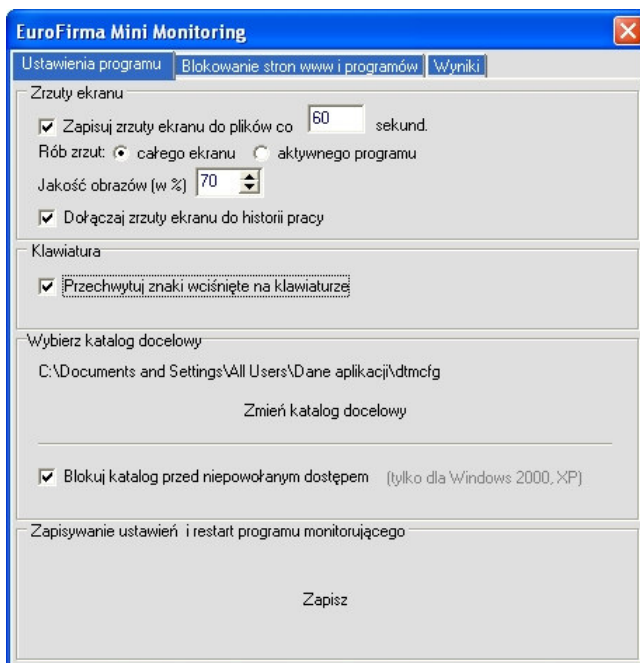 EuroFirma Mini Monitoring
Ustawienia programu Blokowanie stron www i programów Wyniki
Zrzuty ekranu
Zapisuj zrzuty ekranu do plików co 60 sekund.
Rób zrzut: całego ekranu aktywnego programu
Jakość obrazów (w %) 70
Dołączaj zrzuty ekranu do historii pracy
Klawiatura
Przechwytuj znaki wciśnięte na klawiaturze
Wybierz katalog docelowy
C:\Documents and Settings\All Users\Dane aplikacji\dtmcfg
Zmień katalog docelowy
Blokuj katalog przed niepowołanym dostępem (tylko dla Windows 2000, XP)
Zapisywanie ustawień i restart programu monitorującego
Zapisz